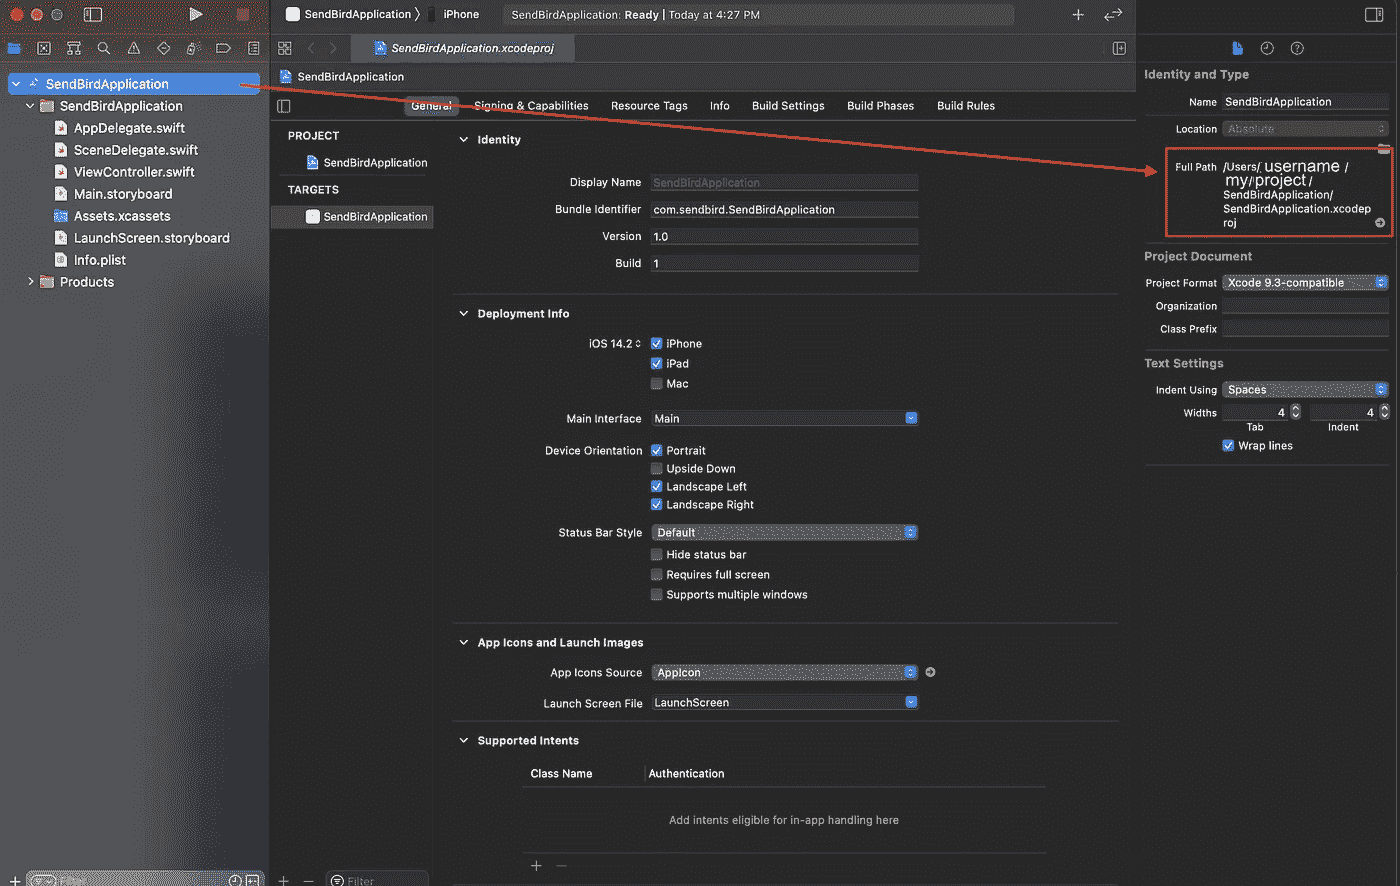 SendBirdApplication
iPhone
SendBirdApplication: Ready | Today at 4:27 PM
SendBirdApplication.xcodeproj
SendBirdApplication
SendBirdApplication
SendBirdApplication
AppDelegate.swift
SceneDelegate.swift
ViewController.swift
Main.storyboard
Assets.xcassets
LaunchScreen.storyboard
Info.plist
Products
Filter
General
Signing & Capabilities
Resource Tags
Info
Build Settings
Build Phases
Build Rules
PROJECT
SendBirdApplication
TARGETS
SendBirdApplication
Filter
Identity
Display Name SendBirdApplication
Bundle Identifier com.sendbird.SendBirdApplication
Version 1.0
Build 1
Deployment Info
iOS 14.2 iPhone
iPad
Mac
Main Interface Main
Device Orientation Portrait
Upside Down
Landscape Left
Landscape Right
Status Bar Style Default
Hide status bar
Requires full screen
Supports multiple windows
App Icons and Launch Images
App Icons Source AppIcon
Launch Screen File LaunchScreen
Supported Intents
Class Name Authentication
Add intents eligible for in-app handling here
Identity and Type
Name SendBirdApplication
Location Absolute
Full Path /Users/ username /
my/project /
SendBirdApplication/
SendBirdApplication.xcodep
roj
Project Document
Project Format Xcode 9.3-compatible
Organization
Class Prefix
Text Settings
Indent Using Spaces
Widths 4 4
Tab Indent
Wrap lines